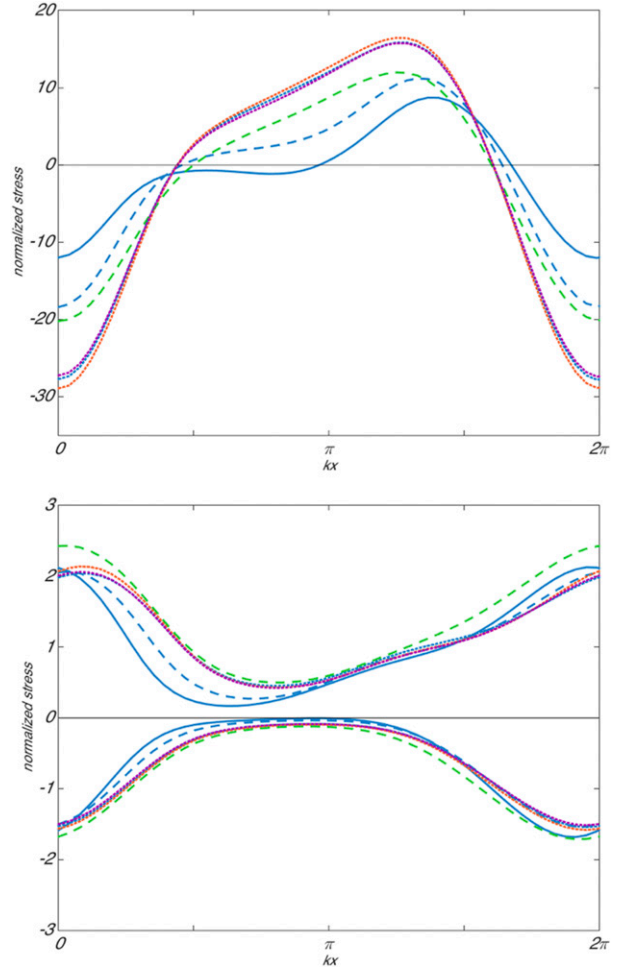 20
10
0
-10
-20
-30
normalized stress
0 π 2π
kx
3
2
1
0
-1
-2
-3
normalized stress
0 π 2π
kx